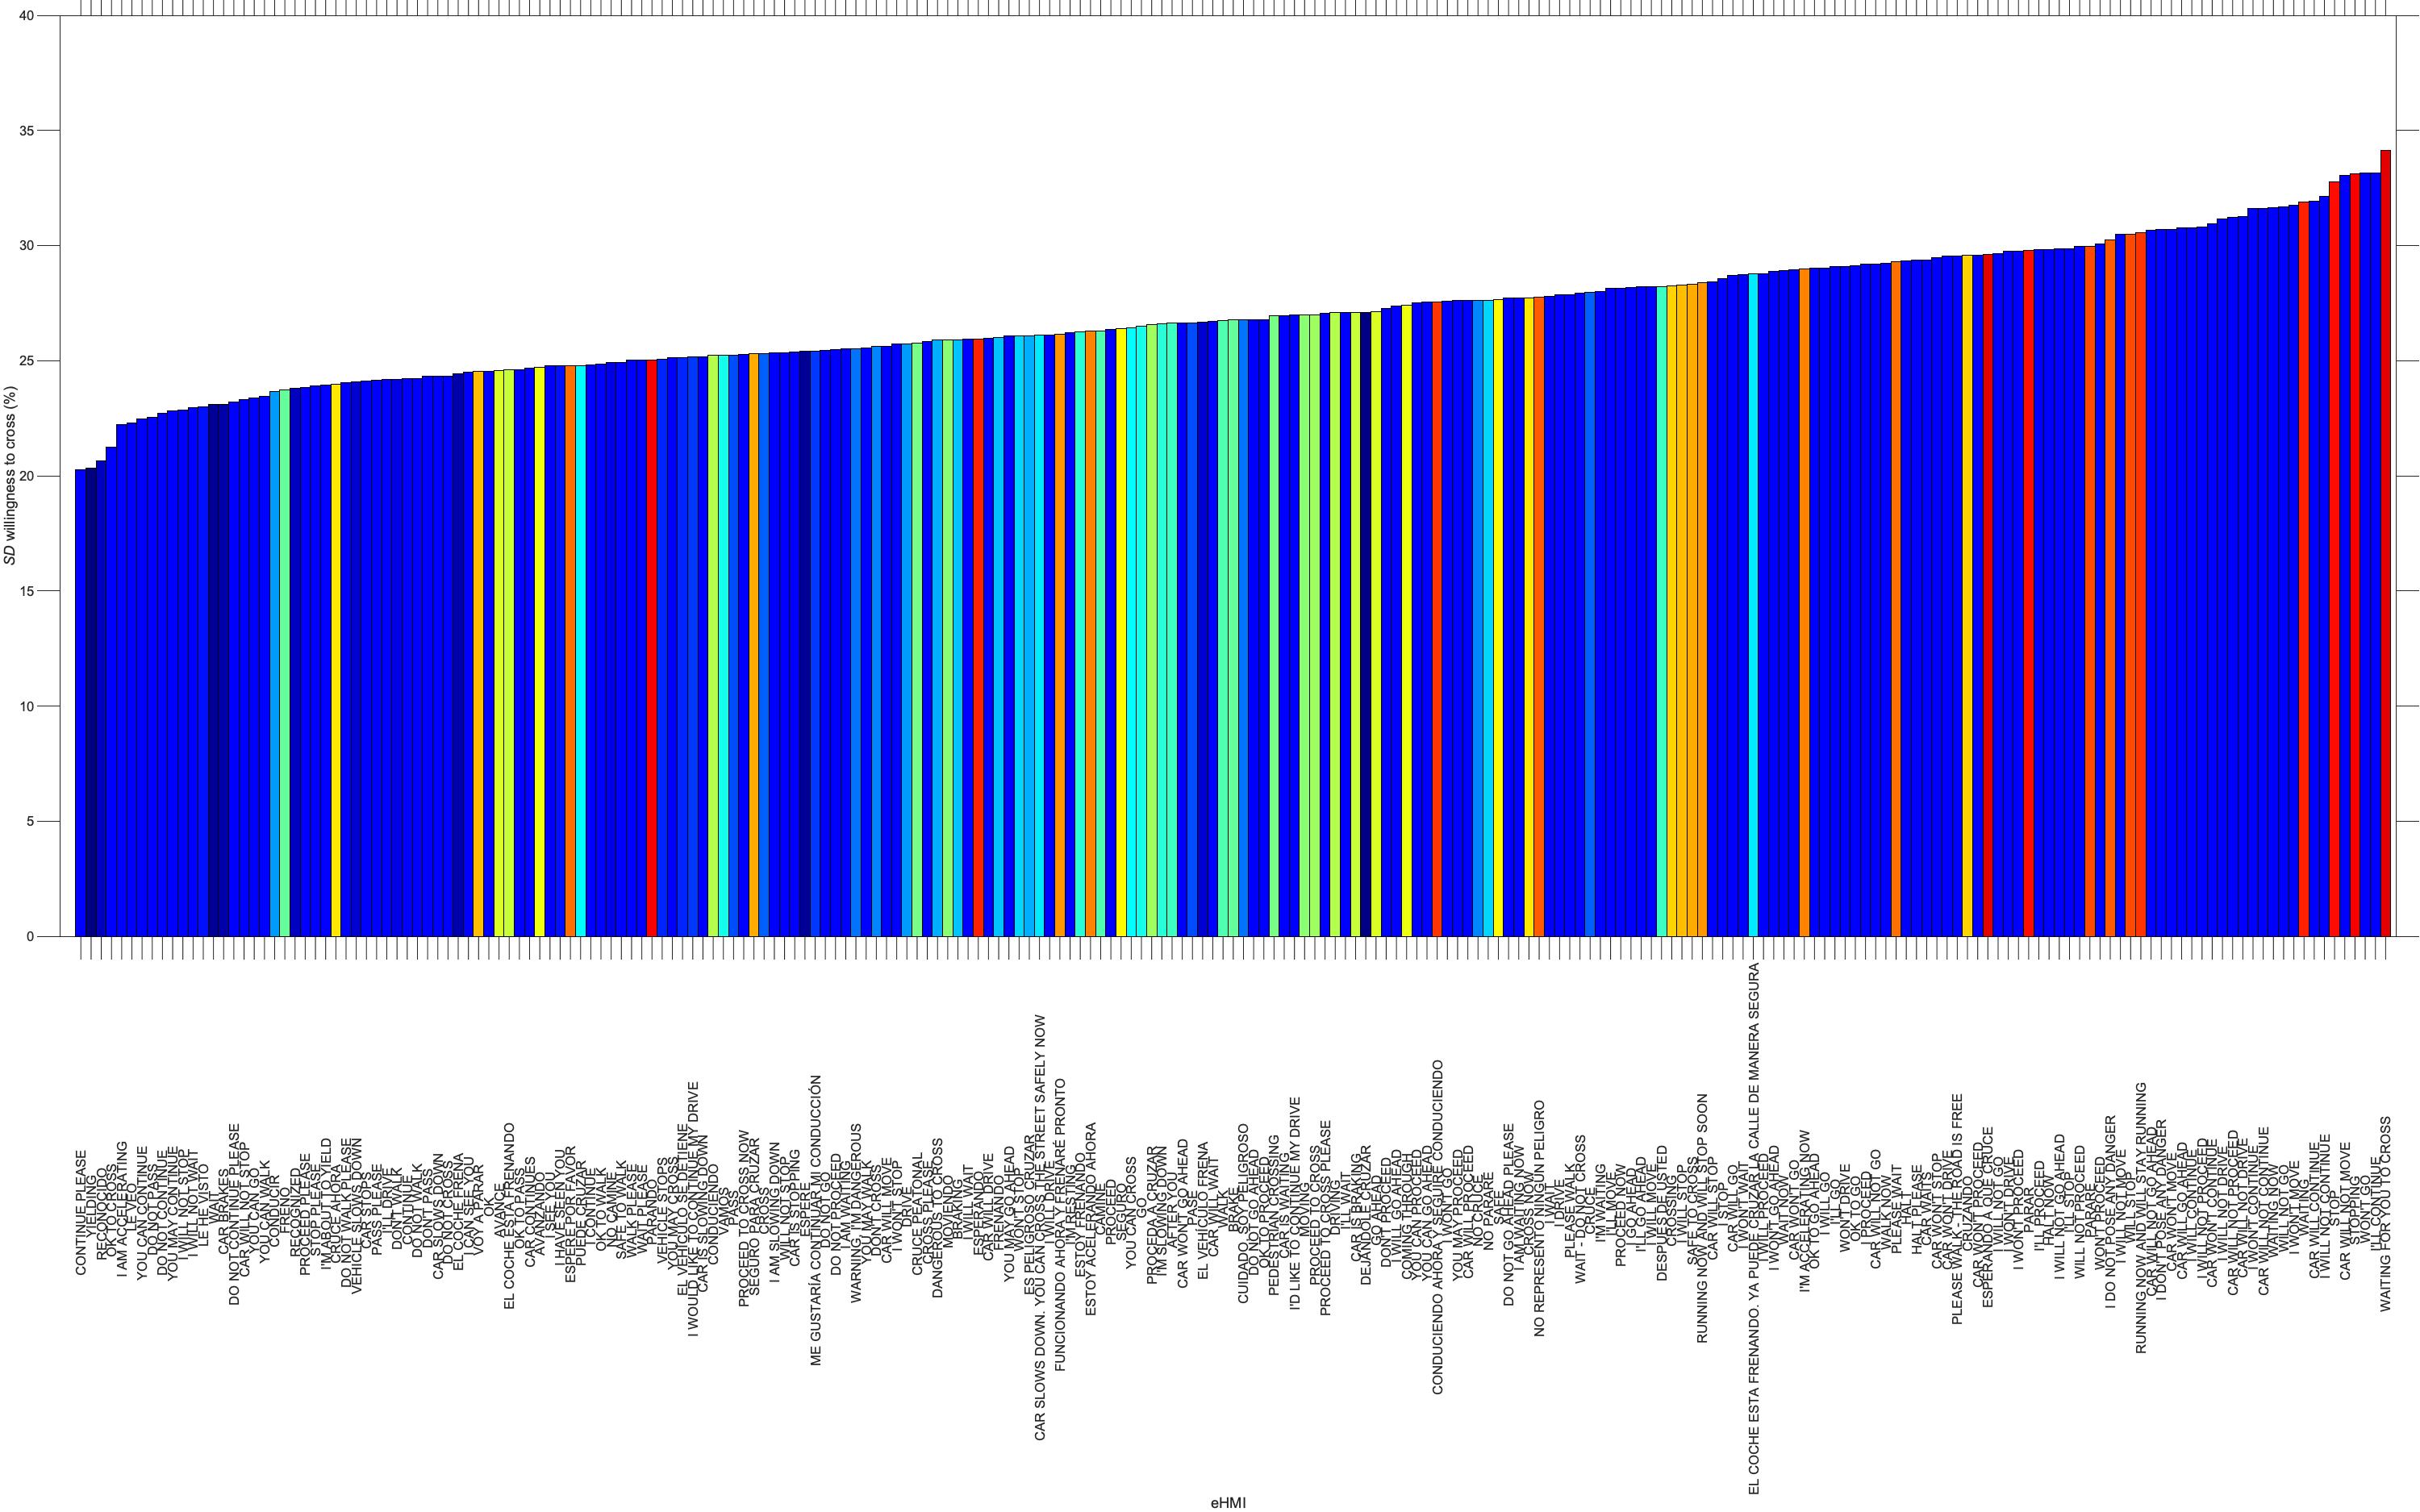 40
35
30
25
20
15
10
5
0
SD willingness to cross (%)
CONTINUE PLEASE
YIELDING
RECONOCIDO
OK TO CROSS
I AM ACCELERATING
LE VEO
YOU CAN CONTINUE
DO NOT PASS
DO NOT CONTINUE
YOU MAY CONTINUE
I WILL NOT STOP
I WILL NOT WAIT
LE HE VISTO
WAIT
CAR BRAKES
DO NOT CONTINUE PLEASE
CAR WILL NOT STOP
YOU CAN GO
YOU CAN WALK
CONDUCIR
FRENO
RECOGNIZED
PROCEED PLEASE
STOP PLEASE
I'M ABOUT TO YIELD
CRUCE AHORA
DO NOT WALK PLEASE
VEHICLE SLOWS DOWN
CAR STOPS
PASS PLEASE
I'LL DRIVE
DON'T WALK
CONTINUE
DO NOT WALK
DON'T PASS
CAR SLOWS DOWN
DO NOT CROSS
EL COCHE FRENA
I CAN SEE YOU
VOY A PARAR
OK
AVANCE
EL COCHE ESTA FRENANDO
OK TO PASS
CAR CONTINUES
AVANZANDO
I SEE YOU
I HAVE SEEN YOU
ESPERE POR FAVOR
PUEDE CRUZAR
I CONTINUE
OK TO WALK
NO CAMINE
SAFE TO WALK
WALK PLEASE
WAIT PLEASE
PARANDO
VEHICLE STOPS
YOU CROSS
EL VEHÍCULO SE DETIENE
I WOULD LIKE TO CONTINUE MY DRIVE
CAR IS SLOWING DOWN
CONDUCIENDO
VAMOS
PASS
PROCEED TO CROSS NOW
SEGURO PARA CRUZAR
CROSS
I AM SLOWING DOWN
WILL NOT STOP
CAR IS STOPPING
ESPERE
ME GUSTARÍA CONTINUAR MI CONDUCCIÓN
DON'T GO
DO NOT PROCEED
I AM WAITING
WARNING, I'M DANGEROUS
YOU MAY WALK
DON'T CROSS
CAR WILL MOVE
I WON'T STOP
DRIVE
CRUCE PEATONAL
CROSS PLEASE
DANGEROUS TO CROSS
MOVIENDO
BRAKING
I WILL WAIT
ESPERANDO
CAR WILL DRIVE
FRENANDO
YOU GO AHEAD
WON'T STOP
ES PELIGROSO CRUZAR
CAR SLOWS DOWN. YOU CAN CROSS THE STREET SAFELY NOW
I WILL DRIVE
FUNCIONANDO AHORA Y FRENARÉ PRONTO
I'M RESTING
ESTOY FRENANDO
ESTOY ACELERANDO AHORA
CAMINE
PROCEED
SEGURO
YOU CAN CROSS
GO
PROCEDA A CRUZAR
I'M SLOWING DOWN
AFTER YOU
CAR WON'T GO AHEAD
PASE
EL VEHÍCULO FRENA
CAR WILL WAIT
WALK
BRAKE
CUIDADO, SOY PELIGROSO
DO NOT GO AHEAD
OK TO PROCEED
PEDESTRIAN CROSSING
CAR IS WAITING
I'D LIKE TO CONTINUE MY DRIVE
MOVING
PROCEED TO CROSS
PROCEED TO CROSS PLEASE
DRIVING
I'LL WAIT
CAR IS BRAKING
DEJÁNDOLE CRUZAR
GO AHEAD
DON'T PROCEED
I WILL GO AHEAD
COMING THROUGH
YOU CAN PROCEED
YOU CAN GO AHEAD
CONDUCIENDO AHORA Y SEGUIRÉ CONDUCIENDO
I WON'T GO
YOU MAY PROCEED
CAR WILL PROCEED
NO CRUCE
NO PARARÉ
PARE
DO NOT GO AHEAD PLEASE
I AM WAITING NOW
CROSS NOW
NO REPRESENTO NINGÚN PELIGRO
I WAIT
I DRIVE
PLEASE WALK
WAIT - DO NOT CROSS
CRUCE
I'M WAITING
I'LL MOVE
PROCEED NOW
I GO AHEAD
I'LL GO AHEAD
I WILL MOVE
DESPUÉS DE USTED
CROSSING
WILL STOP
SAFE TO CROSS
RUNNING NOW AND WILL STOP SOON
CAR WILL STOP
I STOP
CAR WILL GO
I WON'T WAIT
EL COCHE ESTA FRENANDO. YA PUEDE CRUZAR LA CALLE DE MANERA SEGURA
I WILL PROCEED
I WON'T GO AHEAD
WAIT NOW
CAR WON'T GO
I'M ACCELERATING NOW
OK TO GO AHEAD
I WILL GO
I'LL GO
WON'T DRIVE
OK TO GO
I PROCEED
CAR WILL NOT GO
WALK NOW
PLEASE WAIT
HALT
HALT PLEASE
CAR WAITS
CAR WON'T STOP
CAR WON'T DRIVE
PLEASE WALK - THE ROAD IS FREE
CRUZANDO
CAR WON'T PROCEED
ESPERANDO A QUE CRUCE
I WILL NOT GO
I WON'T DRIVE
I WON'T PROCEED
PARAR
I'LL PROCEED
HALT NOW
I WILL NOT GO AHEAD
I WILL STOP
WILL NOT PROCEED
PARARÉ
WON'T PROCEED
I DO NOT POSE ANY DANGER
I WILL NOT MOVE
I'LL STOP
RUNNING NOW AND WILL STAY RUNNING
CAR WILL NOT GO AHEAD
I DON'T POSE ANY DANGER
CAR WON'T MOVE
CAR WILL GO AHEAD
I WILL CONTINUE
I WILL NOT PROCEED
CAR WON'T CONTINUE
I WILL NOT DRIVE
CAR WILL NOT PROCEED
CAR WILL NOT DRIVE
I WON'T CONTINUE
CAR WILL NOT CONTINUE
WAITING NOW
WILL NOT GO
I WON'T MOVE
WAITING
CAR WILL CONTINUE
I WILL NOT CONTINUE
STOP
CAR WILL NOT MOVE
STOPPING
WON'T GO
I'LL CONTINUE
WAITING FOR YOU TO CROSS
eHMI